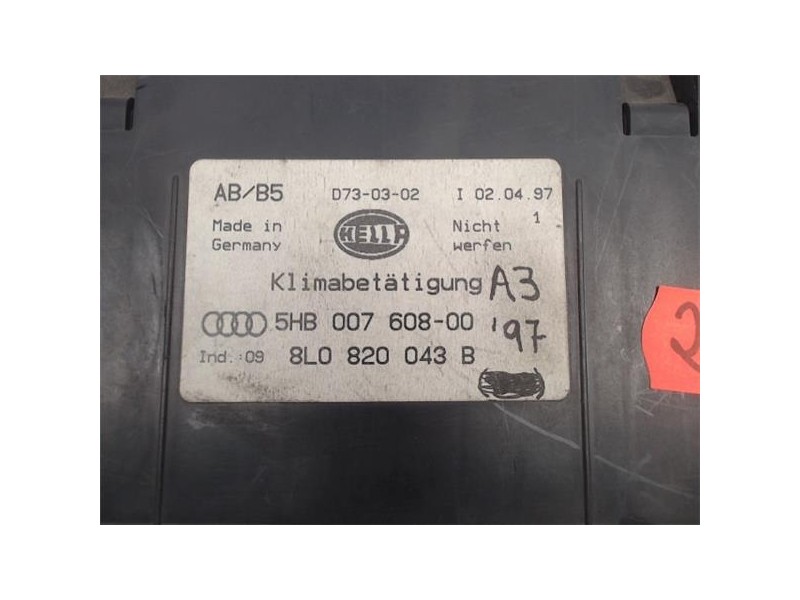 AB/B5 D73-03-02 I 02.04.97
Made in Germany HELLA Nicht werfen 1
Klimabetätigung A3
5HB 007 608-00 '97
Ind.:09 8L0 820 043 B
2